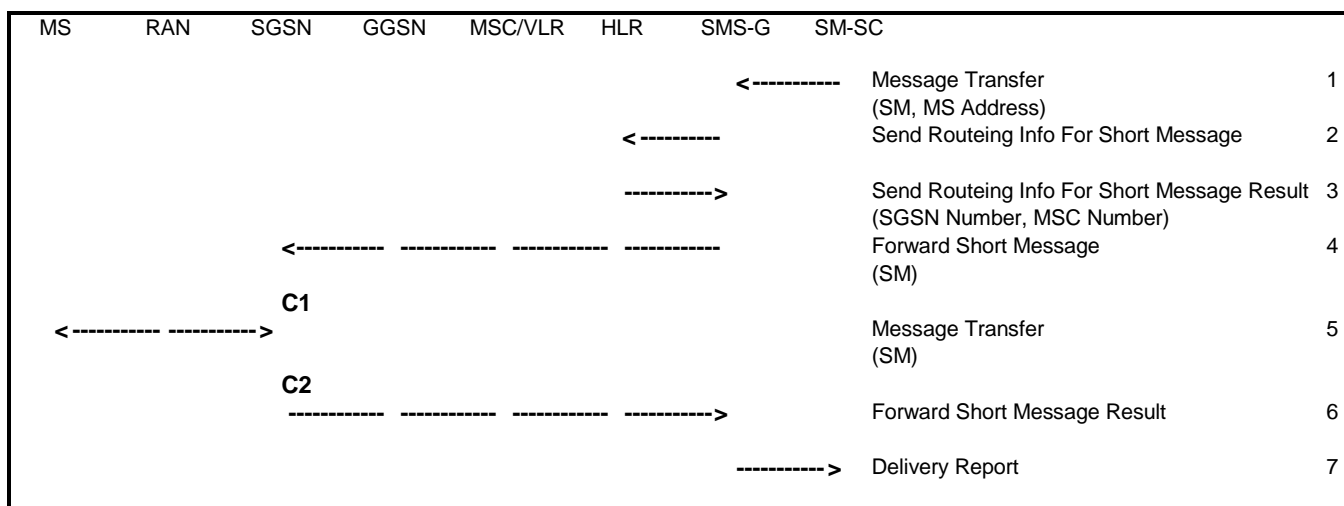 MS RAN SGSN GGSN MSC/VLR HLR SMS-G SM-SC
Message Transfer 1
(SM, MS Address)
Send Routeing Info For Short Message 2
Send Routeing Info For Short Message Result 3
(SGSN Number, MSC Number)
Forward Short Message 4
(SM)
C1
Message Transfer 5
(SM)
C2
Forward Short Message Result 6
Delivery Report 7